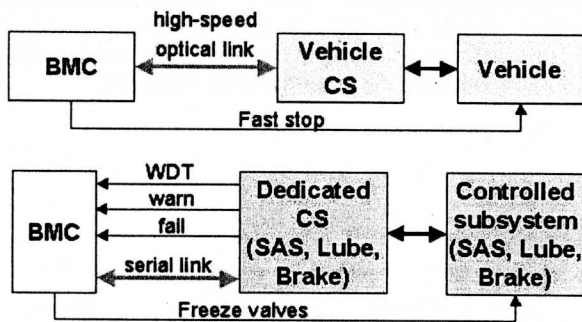 high-speed
optical link
BMC
Vehicle
CS
Vehicle
Fast stop
WDT
warn
fail
serial link
BMC
Dedicated
CS
(SAS, Lube,
Brake)
Controlled
subsystem
(SAS, Lube,
Brake)
Freeze valves